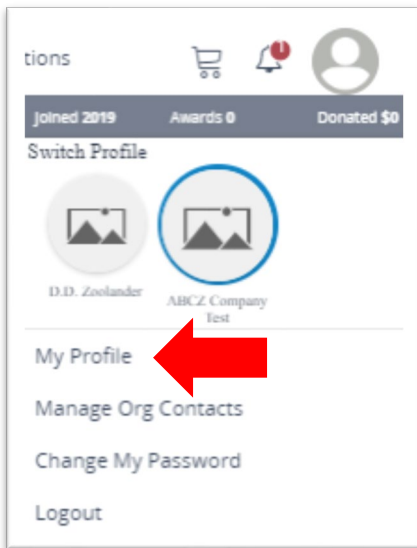 tions
1
Joined 2019 Awards 0 Donated $0
Switch Profile
D.D. Zoolander
ABCZ Company
Test
My Profile
Manage Org Contacts
Change My Password
Logout